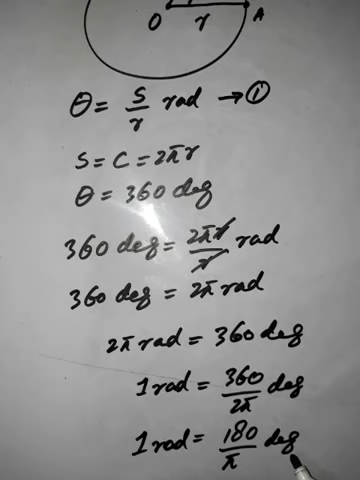 O r A
θ = S/r rad → ①
S = C = 2πr
θ = 360 deg
360 deg = 2πr/r rad
360 deg = 2π rad
2π rad = 360 deg
1 rad = 360/2π deg
1 rad = 180/π deg